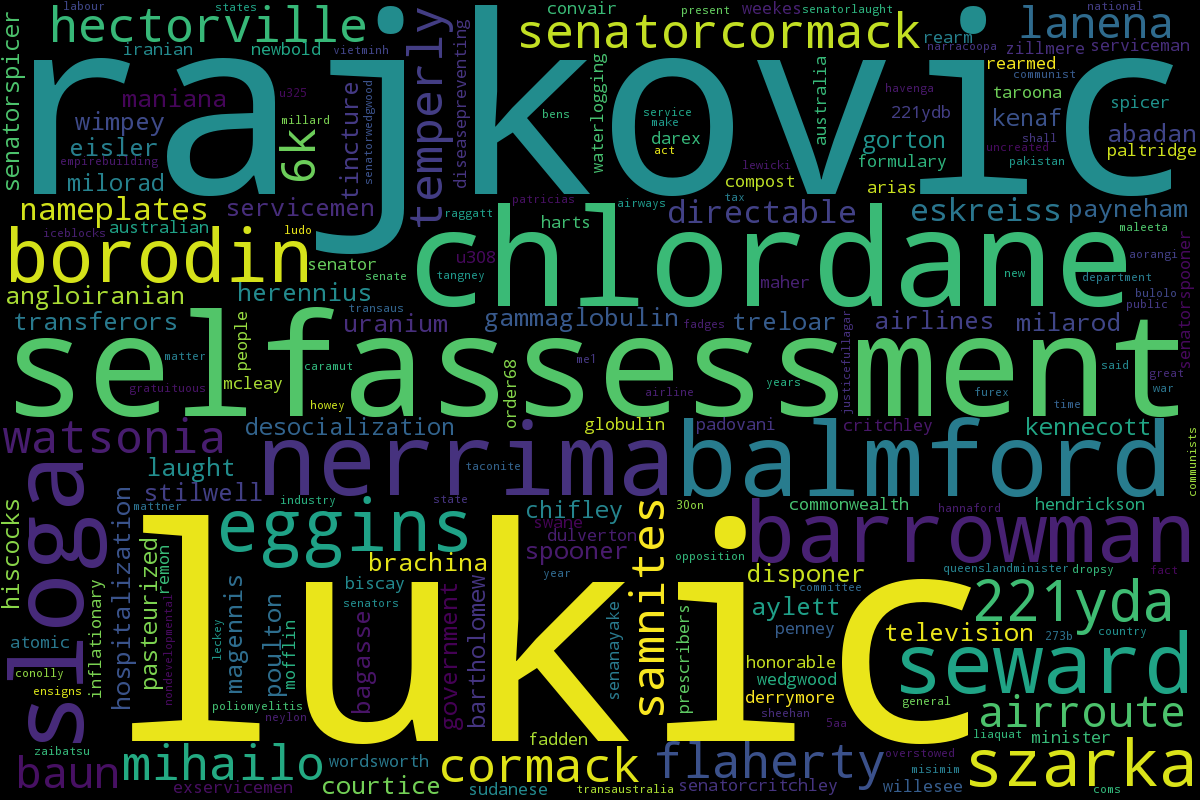 labour
states
convair
weekes
senatorlaught
present
national
hectorville
senatorcormack
lanena
senatorspicer
iranian
newbold
vietminh
temperly
rearm
narracoopa
zillmere
serviceman
rajkovic
maniana
u325
tincture
senatorwedgwood
diseasepreventing
waterlogging
australia
havenga
rearmed
communist
taroona
spicer
wimpey
millard
6k
bens
service
make
darex
act
221ydb
kenaf
shall
abadan
eisler
empirebuilding
gorton
uncreated
paltridge
milorad
lewicki
formulary
pakistan
compost
arias
nameplates
servicemen
patricias
airways
tax
directable
eskreiss
payneham
iceblocks
australian
ludo
raggatt
harts
maleeta
borodin
senator
senate
u308
tangney
chlordane
maher
new
aorangi
department
angloiranian
herennius
bulolo
public
senatorspooner
transferors
transaus
uranium
gammaglobulin
fadges
treloar
airlines
milarod
people
matter
selfassessment
caramut
me1
justicefullagar
said
great
gratuitous
mcleay
order68
airline
years
furex
war
howey
time
watsonia
desocialization
globulin
padovani
critchley
kennecott
communists
nerrima
balmford
sloga
laught
taconite
stilwell
hiscocks
hospitalization
mattner
industry
state
chifley
30on
commonwealth
hannaford
hendrickson
eggins
swane
dulverton
samnites
barrowman
pasteurized
remon
brachina
spooner
opposition
disponer
queenslandminister
dropsy
fact
lukic
nondevelopmental
leckey
magennis
poulton
biscay
year
committee
221yda
atomic
inflationary
mofflin
senators
bagasse
government
bartholomew
senanayake
prescribers
aylett
penney
television
273b
country
conolly
ensigns
honorable
wedgwood
derrymore
seward
poliomyelitis
neylon
sheehan
5aa
general
airroute
zaibatsu
fadden
liaquat
minister
baun
mihailo
wordsworth
cormack
flaherty
overstowed
misimim
szarka
exservicemen
courtice
sudanese
transaustralia
senatorcritchley
willesee
coms